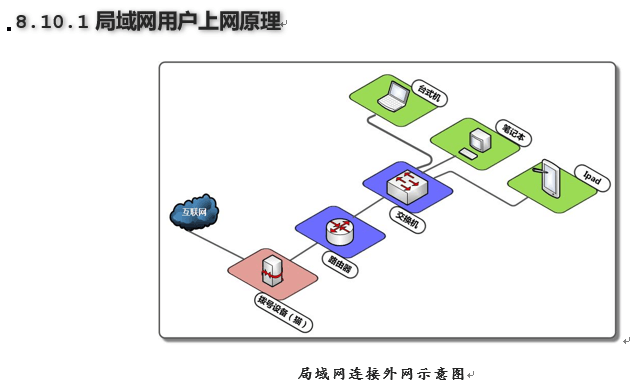 8.10.1 局域网用户上网原理
台式机
笔记本
Ipad
交换机
互联网
路由器
拨号设备（猫）
局域网连接外网示意图